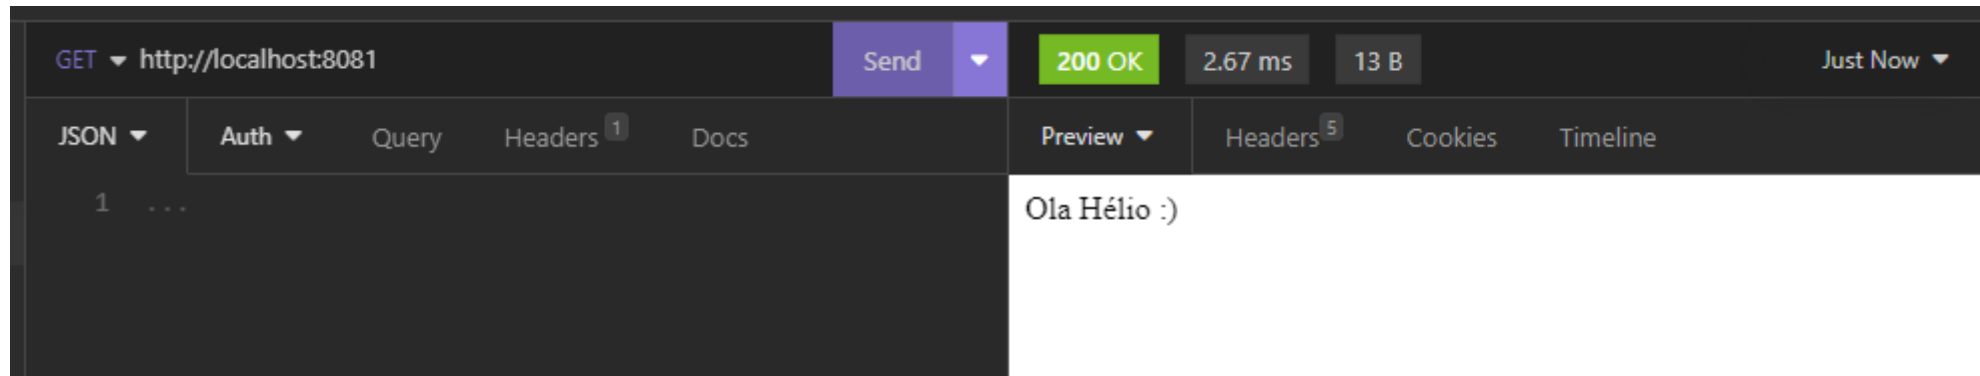 GET http://localhost:8081 Send 200 OK 2.67 ms 13 B Just Now
JSON Auth Query Headers 1 Docs Preview Headers 5 Cookies Timeline
1 ...
Ola Hélio :)